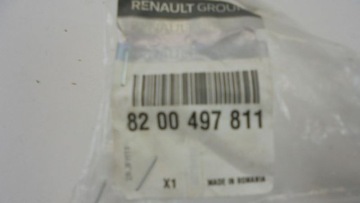 RENAULT GROUP
82 00 497 811
X1
MADE IN ROMANIA